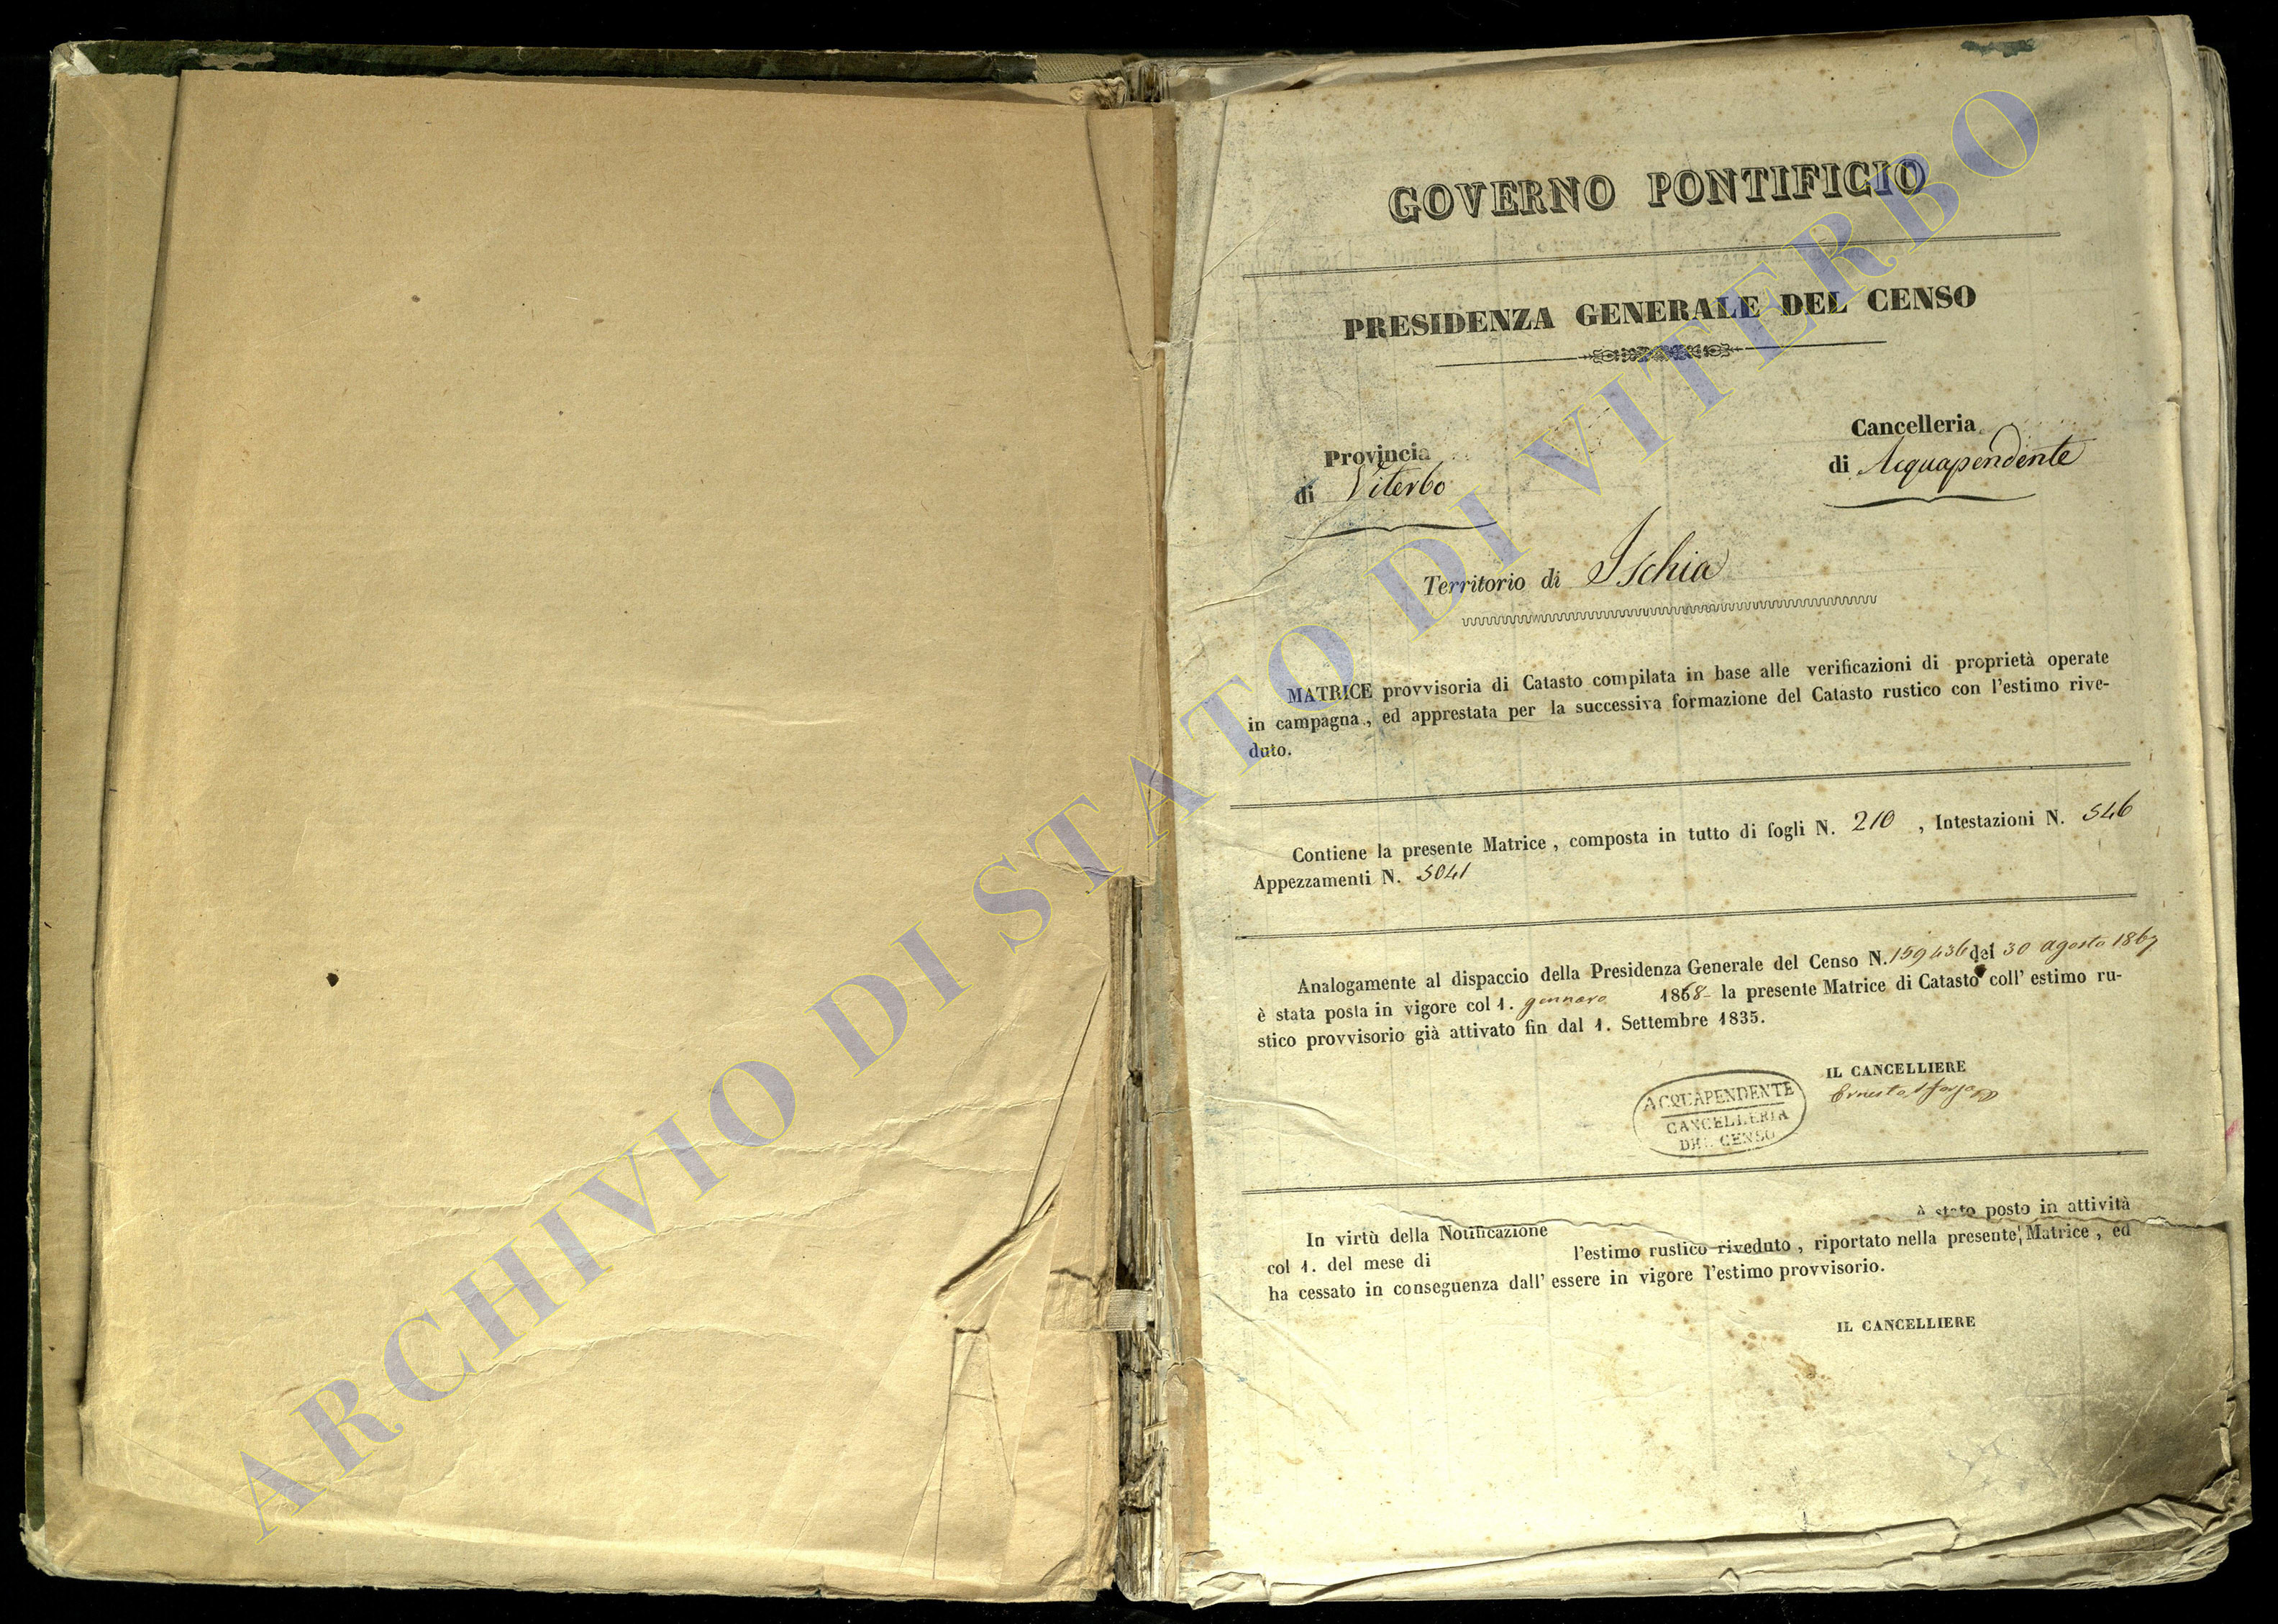 GOVERNO PONTIFICIO
PRESIDENZA GENERALE DEL CENSO
Provincia
di Viterbo
Cancelleria
di Acquapendente
Territorio di Ischia
MATRICE provvisoria di Catasto compilata in base alle verificazioni di proprietà operate
in campagna, ed apprestata per la successiva formazione del Catasto rustico con l'estimo rive-
duto.
Contiene la presente Matrice, composta in tutto di fogli N. 210, Intestazioni N. 546
Appezzamenti N. 5041
Analogamente al dispaccio della Presidenza Generale del Censo N. 159436 del 30 agosto 1867
è stata posta in vigore col 1. gennaro 1868 la presente Matrice di Catasto coll' estimo ru-
stico provvisorio già attivato fin dal 1. Settembre 1835.
IL CANCELLIERE
Ernesto
ACQUAPENDENTE
CANCELLERIA
DEL CENSO
In virtù della Notificazione è stato posto in attività
col 1. del mese di l'estimo rustico riveduto, riportato nella presente Matrice, ed
ha cessato in conseguenza dall' essere in vigore l'estimo provvisorio.
IL CANCELLIERE
ARCHIVIO DI STATO DI VITERBO